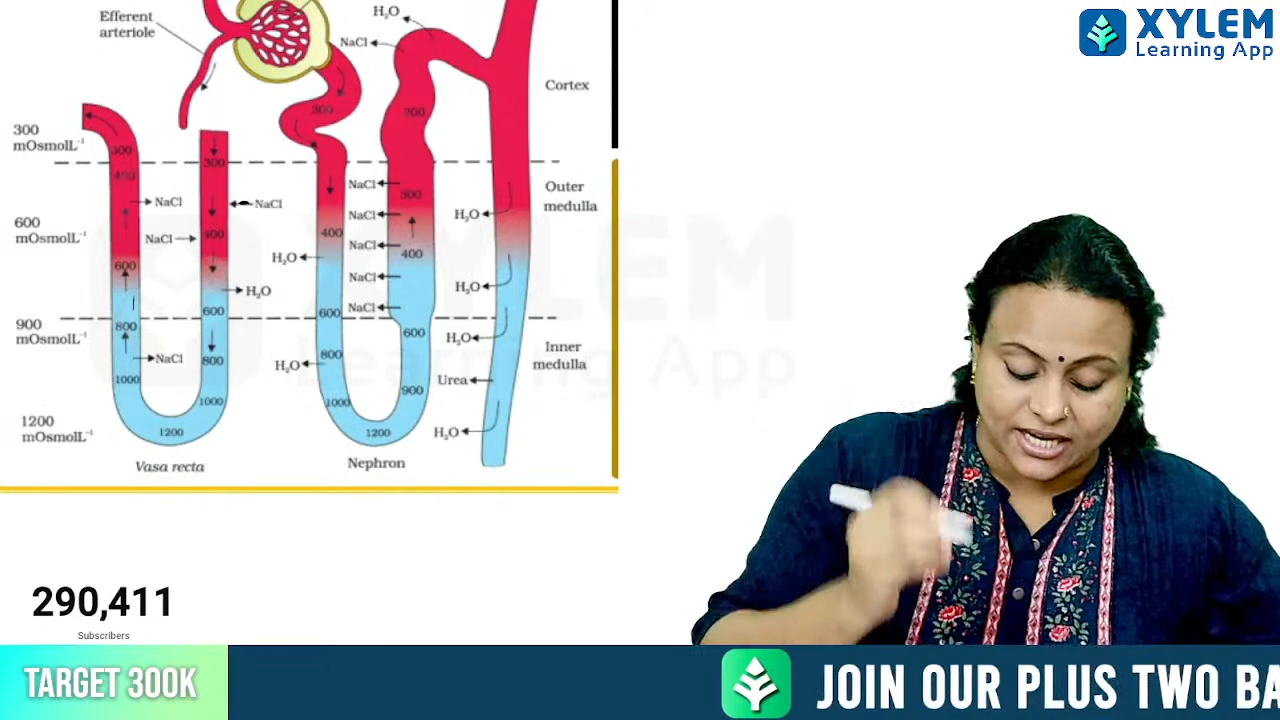 XYLEM
Learning App
Efferent
arteriole
H₂O
NaCl
Cortex
300
mOsmolL⁻¹
600
mOsmolL⁻¹
900
mOsmolL⁻¹
1200
mOsmolL⁻¹
300
400
600
800
1000
1200
NaCl
NaCl
NaCl
NaCl
H₂O
300
400
600
800
1000
Vasa recta
300
400
600
800
1000
1200
H₂O
H₂O
200
300
400
600
900
NaCl
NaCl
NaCl
NaCl
NaCl
Nephron
H₂O
H₂O
H₂O
Urea
H₂O
Outer
medulla
Inner
medulla
XYLEM
Learning App
290,411
Subscribers
TARGET 300K
JOIN OUR PLUS TWO BA